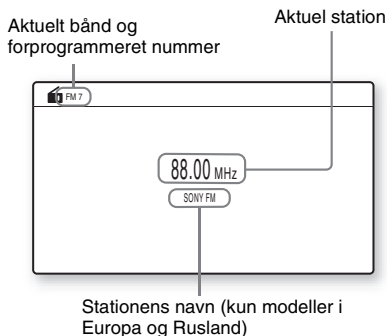 Aktuelt bånd og
forprogrammeret nummer
Aktuel station
FM 7
88.00 MHz
SONY FM
Stationens navn (kun modeller i
Europa og Rusland)